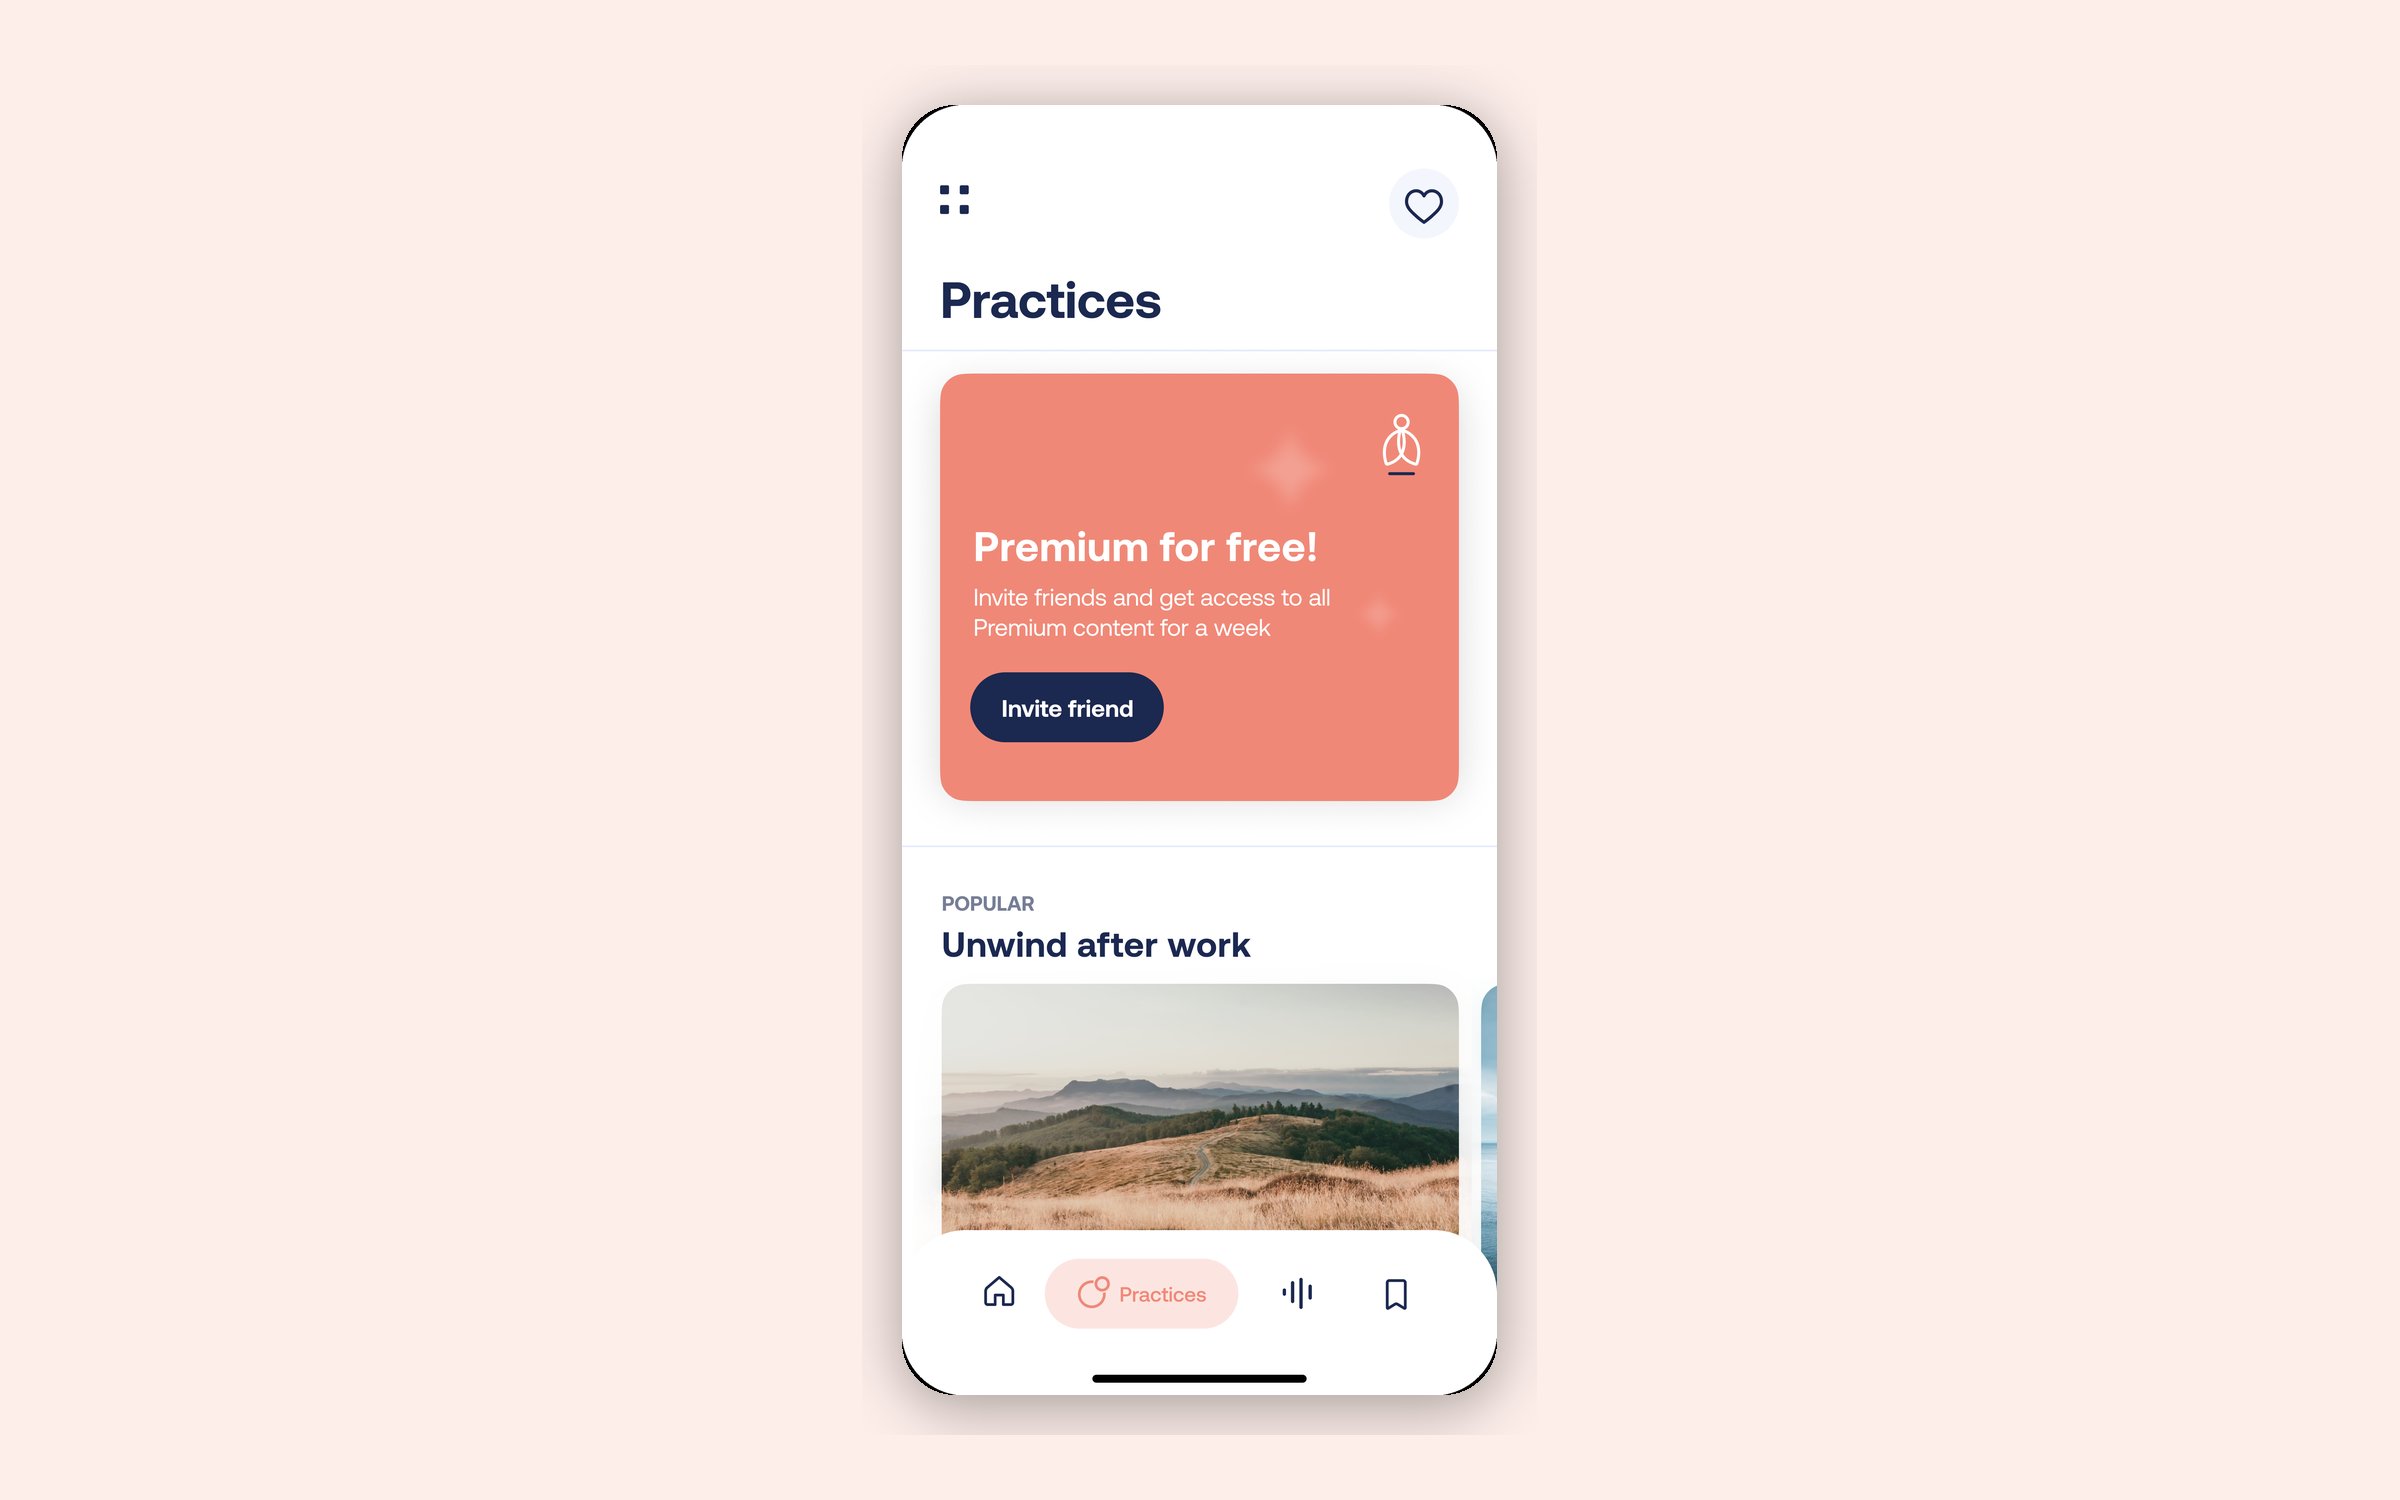 Practices
Premium for free!
Invite friends and get access to all
Premium content for a week
Invite friend
POPULAR
Unwind after work
Practices